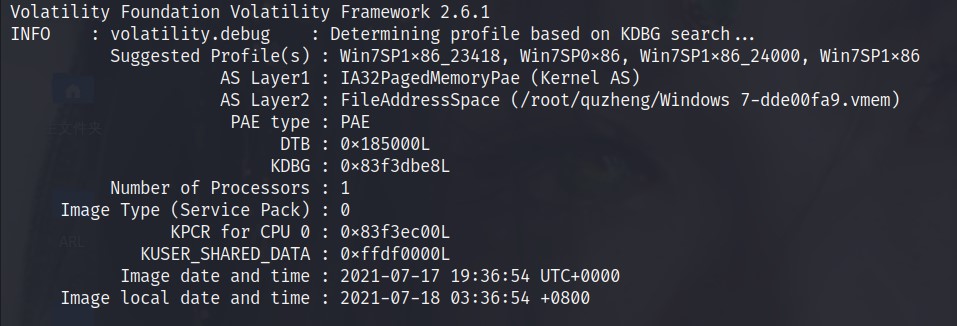 Volatility Foundation Volatility Framework 2.6.1
INFO    : volatility.debug    : Determining profile based on KDBG search...
Suggested Profile(s) : Win7SP1x86_23418, Win7SP0x86, Win7SP1x86_24000, Win7SP1x86
AS Layer1 : IA32PagedMemoryPae (Kernel AS)
AS Layer2 : FileAddressSpace (/root/quzheng/Windows 7-dde00fa9.vmem)
PAE type : PAE
DTB : 0x185000L
KDBG : 0x83f3dbe8L
Number of Processors : 1
Image Type (Service Pack) : 0
KPCR for CPU 0 : 0x83f3ec00L
KUSER_SHARED_DATA : 0xffdf0000L
Image date and time : 2021-07-17 19:36:54 UTC+0000
Image local date and time : 2021-07-18 03:36:54 +0800
文件夹
ARL